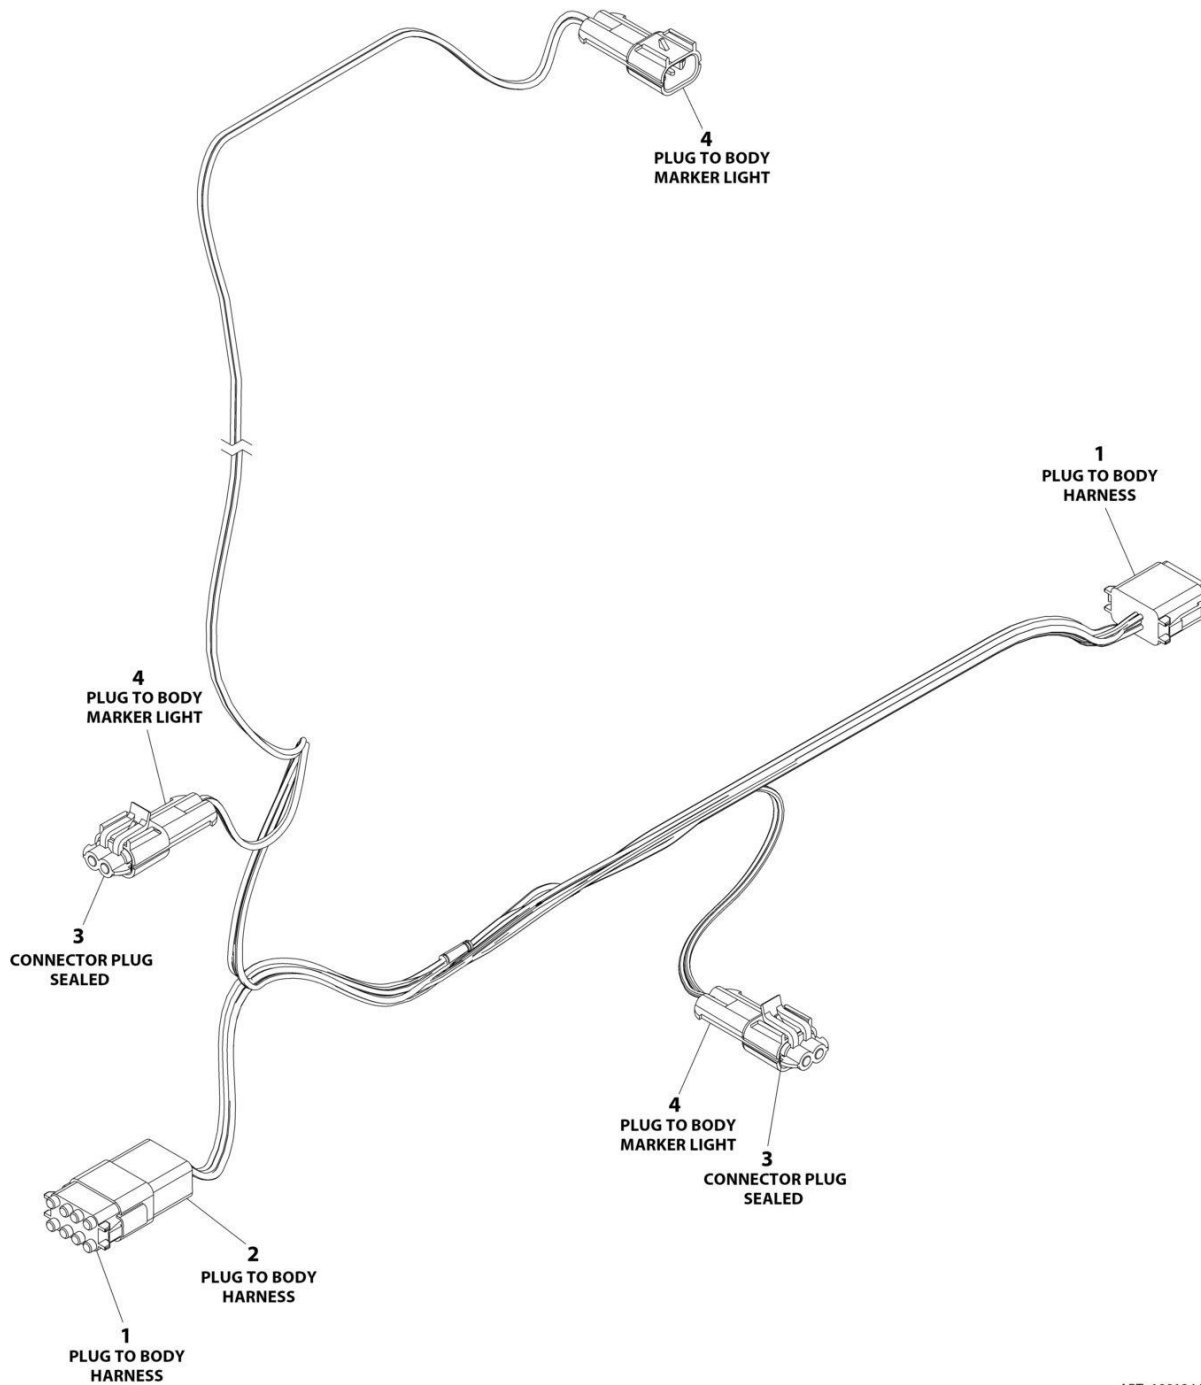 4
PLUG TO BODY
MARKER LIGHT
1
PLUG TO BODY
HARNESS
4
PLUG TO BODY
MARKER LIGHT
3
CONNECTOR PLUG
SEALED
4
PLUG TO BODY
MARKER LIGHT
3
CONNECTOR PLUG
SEALED
2
PLUG TO BODY
HARNESS
1
PLUG TO BODY
HARNESS